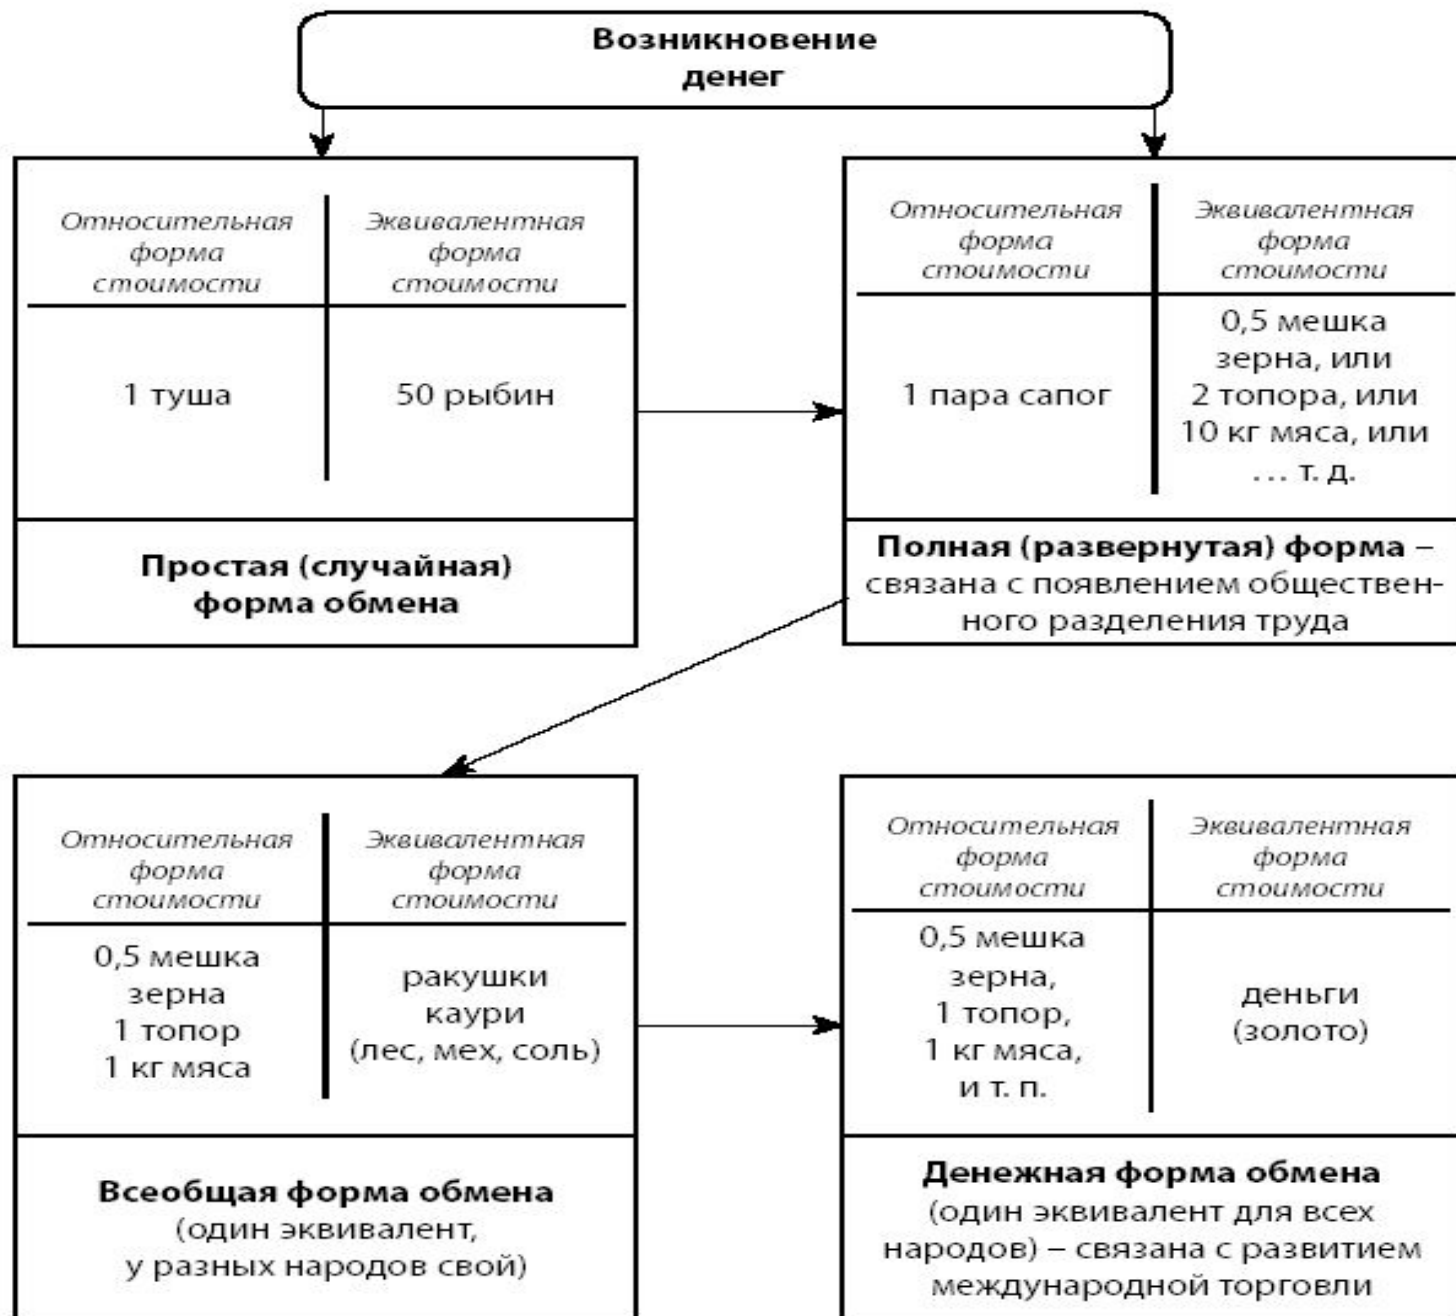 Возникновение
денег
Относительная
форма
стоимости
Эквивалентная
форма
стоимости
1 туша
50 рыбин
Простая (случайная)
форма обмена
Относительная
форма
стоимости
Эквивалентная
форма
стоимости
1 пара сапог
0,5 мешка
зерна, или
2 топора, или
10 кг мяса, или
... т. д.
Полная (развернутая) форма –
связана с появлением обществен-
ного разделения труда
Относительная
форма
стоимости
Эквивалентная
форма
стоимости
0,5 мешка
зерна
1 топор
1 кг мяса
ракушки
каури
(лес, мех, соль)
Всеобщая форма обмена
(один эквивалент,
у разных народов свой)
Относительная
форма
стоимости
Эквивалентная
форма
стоимости
0,5 мешка
зерна,
1 топор,
1 кг мяса,
и т. п.
деньги
(золото)
Денежная форма обмена
(один эквивалент для всех
народов) – связана с развитием
международной торговли